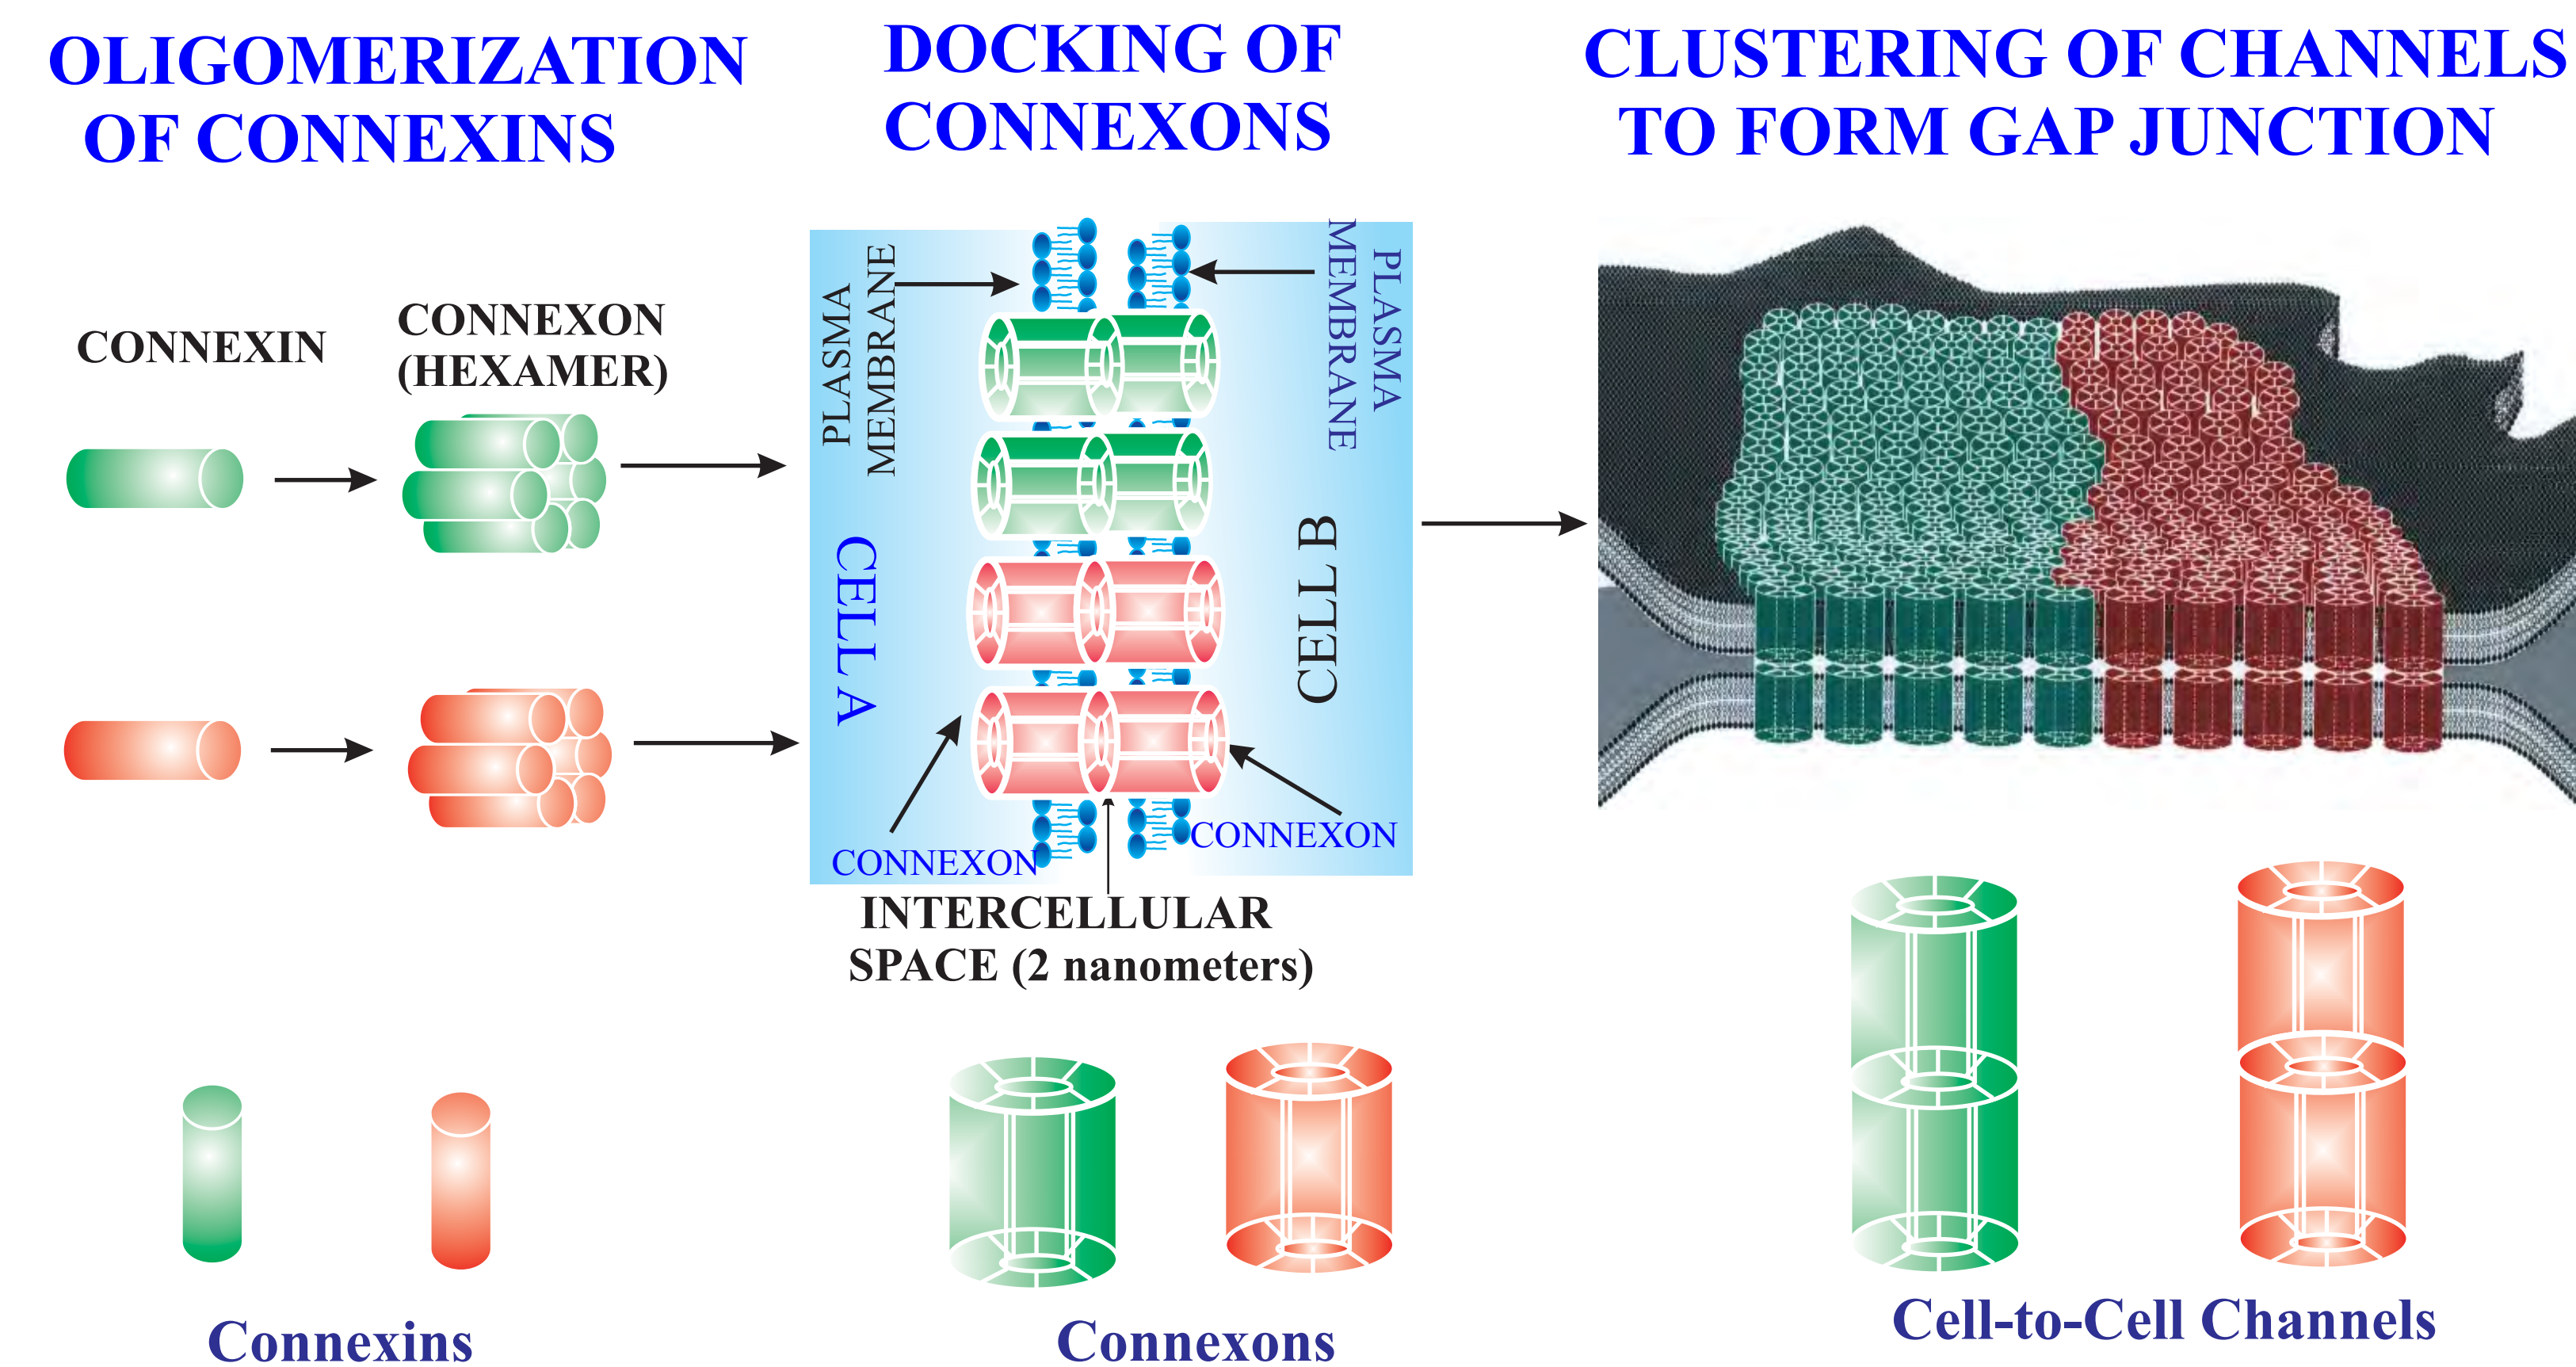 OLIGOMERIZATION
OF CONNEXINS
DOCKING OF
CONNEXONS
CLUSTERING OF CHANNELS
TO FORM GAP JUNCTION
CONNEXIN
CONNEXON
(HEXAMER)
PLASMA
MEMBRANE
PLASMA
MEMBRANE
CELL A
CELL B
CONNEXON
CONNEXON
INTERCELLULAR
SPACE (2 nanometers)
Connexins
Connexons
Cell-to-Cell Channels